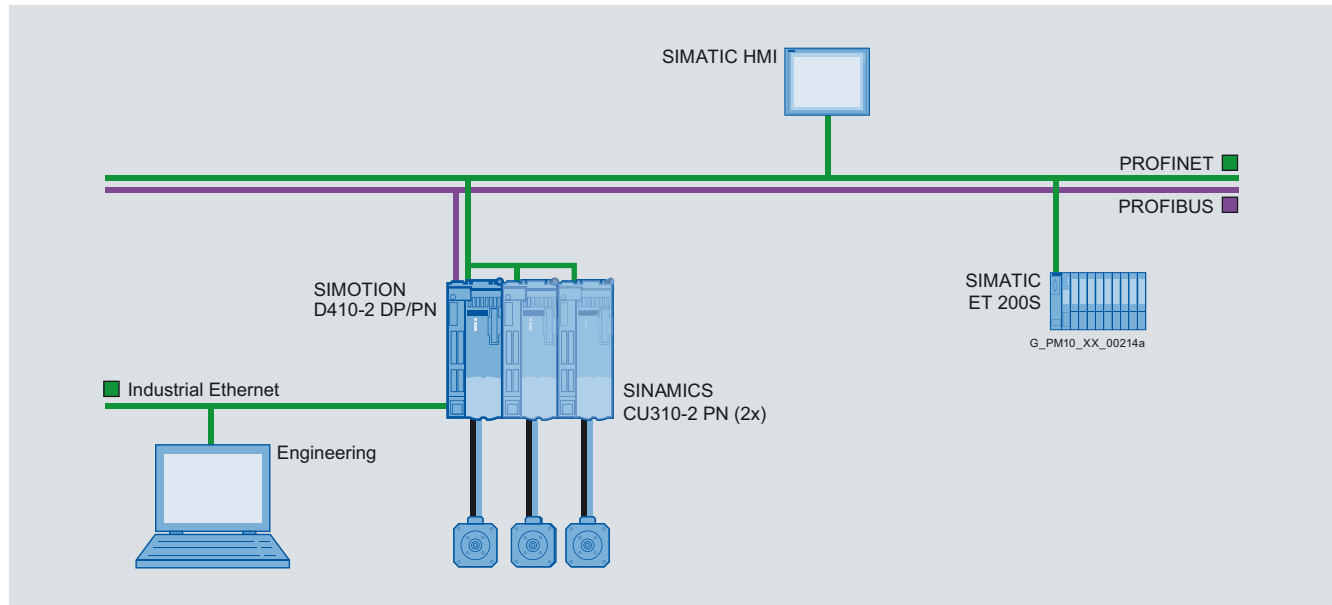 SIMATIC HMI
PROFINET
PROFIBUS
SIMOTION
D410-2 DP/PN
SIMATIC
ET 200S
G_PM10_XX_00214a
Industrial Ethernet
SINAMICS
CU310-2 PN (2x)
Engineering